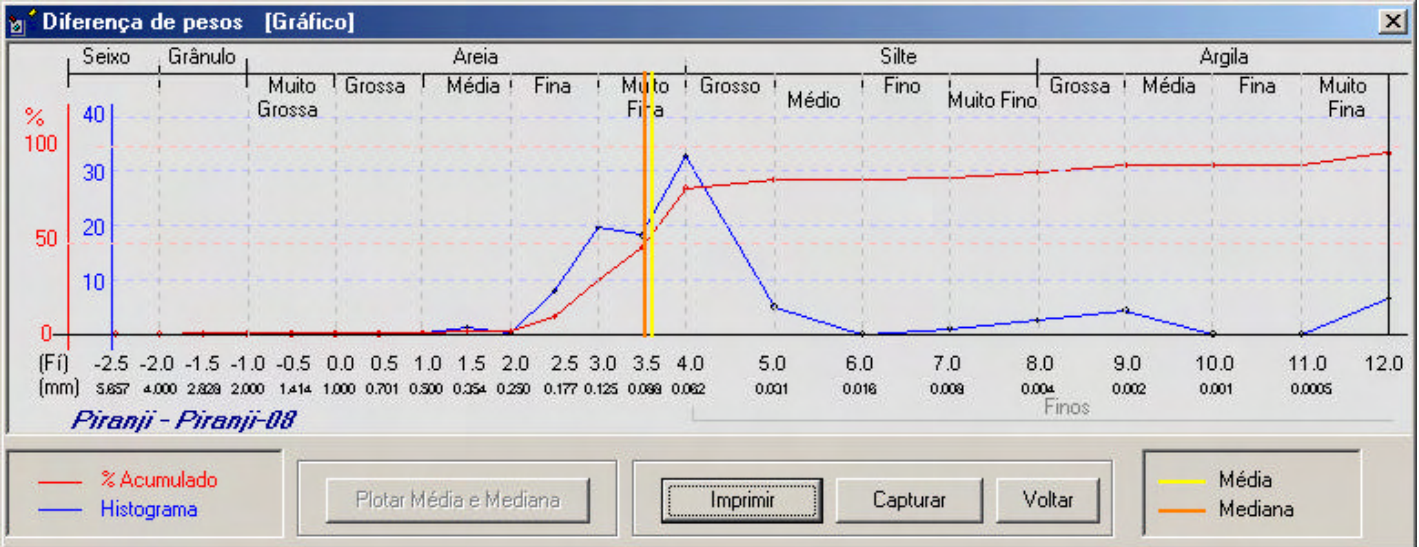 Diferença de pesos [Gráfico]
Seixo Grânulo Areia Silte Argila
Muito Grossa Grossa Média Fina Muito Fina Grosso Médio Fino Muito Fino Grossa Média Fina Muito Fina
% 40
100
30
50 20
10
0
(Fi) -2.5 -2.0 -1.5 -1.0 -0.5 0.0 0.5 1.0 1.5 2.0 2.5 3.0 3.5 4.0 5.0 6.0 7.0 8.0 9.0 10.0 11.0 12.0
(mm) 5.657 4.000 2.828 2.000 1.414 1.000 0.701 0.500 0.354 0.250 0.177 0.125 0.088 0.062 0.031 0.016 0.008 0.004 0.002 0.001 0.0005
Finos
Piranji - Piranji-08
% Acumulado
Histograma
Plotar Média e Mediana
Imprimir Capturar Voltar
Média
Mediana